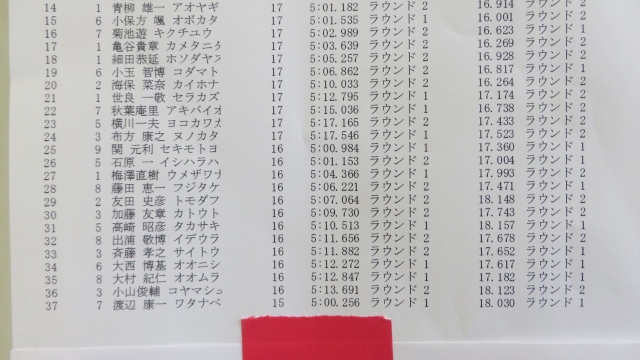 14 1 青柳 雄一 アオヤギ 17 5:01.182 ラウンド 2 16.914 ラウンド 2
15 6 小保方 颯 オボカタ 17 5:01.535 ラウンド 1 16.001 ラウンド 2
16 7 菊池遊 キクチユウ 17 5:02.989 ラウンド 2 16.623 ラウンド 1
17 1 亀谷貴章 カメタニタ 17 5:03.639 ラウンド 2 16.269 ラウンド 2
18 1 細田恭延 ホソダヤス 17 5:05.257 ラウンド 2 16.928 ラウンド 2
19 6 小玉 智博 コダマト 17 5:06.862 ラウンド 2 16.817 ラウンド 1
20 2 海保 菜奈 カイホナ 17 5:10.033 ラウンド 2 16.264 ラウンド 2
21 1 世良 一敬 セラカズ 17 5:12.795 ラウンド 1 17.174 ラウンド 1
22 7 秋葉庵里 アキバイオ 17 5:15.036 ラウンド 1 16.738 ラウンド 2
23 5 横川一夫 ヨコカワカ 17 5:17.165 ラウンド 2 17.433 ラウンド 2
24 3 布方 康之 ヌノカタ 17 5:17.546 ラウンド 1 17.523 ラウンド 2
25 9 関 元利 セキモトヨ 16 5:00.984 ラウンド 1 17.360 ラウンド 1
26 5 石原 一 イシハラハ 16 5:01.153 ラウンド 2 17.004 ラウンド 1
27 1 梅澤直樹 ウメザワナ 16 5:04.366 ラウンド 1 17.993 ラウンド 2
28 8 藤田 恵一 フジタケ 16 5:06.221 ラウンド 2 17.471 ラウンド 1
29 2 友田 史彦 トモダフ 16 5:07.064 ラウンド 2 18.148 ラウンド 2
30 3 加藤 友章 カトウト 16 5:09.730 ラウンド 2 17.743 ラウンド 2
31 5 高崎 昭彦 タカサキ 16 5:10.513 ラウンド 1 18.157 ラウンド 1
32 8 出浦 敬博 イデウラ 16 5:11.656 ラウンド 2 17.678 ラウンド 2
33 2 斉藤 孝之 サイトウ 16 5:11.882 ラウンド 2 17.652 ラウンド 1
34 6 大西 博基 オオニシ 16 5:12.272 ラウンド 1 17.617 ラウンド 1
35 8 大村 紀仁 オオムラ 16 5:12.847 ラウンド 1 17.182 ラウンド 1
36 3 小山俊輔 コヤマシュ 16 5:13.691 ラウンド 2 18.123 ラウンド 2
37 7 渡辺 康一 ワタナベ 15 5:00.256 ラウンド 1 18.030 ラウンド 1